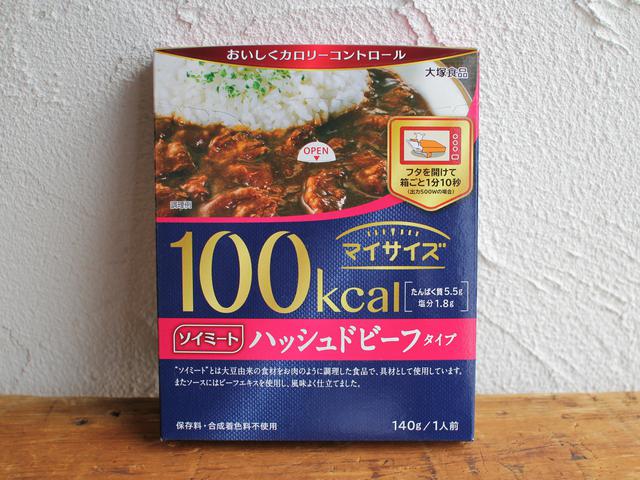 おいしくカロリーコントロール
大塚食品
OPEN
フタを開けて
箱ごと1分10秒
(出力500Wの場合)
調理例
100kcal
マイサイズ
たんぱく質5.5g
塩分1.8g
ソイミート ハッシュドビーフタイプ
"ソイミート"とは大豆由来の食材をお肉のように調理した食品で、具材として使用しています。
またソースにはビーフエキスを使用し、風味よく仕立てました。
保存料・合成着色料不使用
140g/1人前